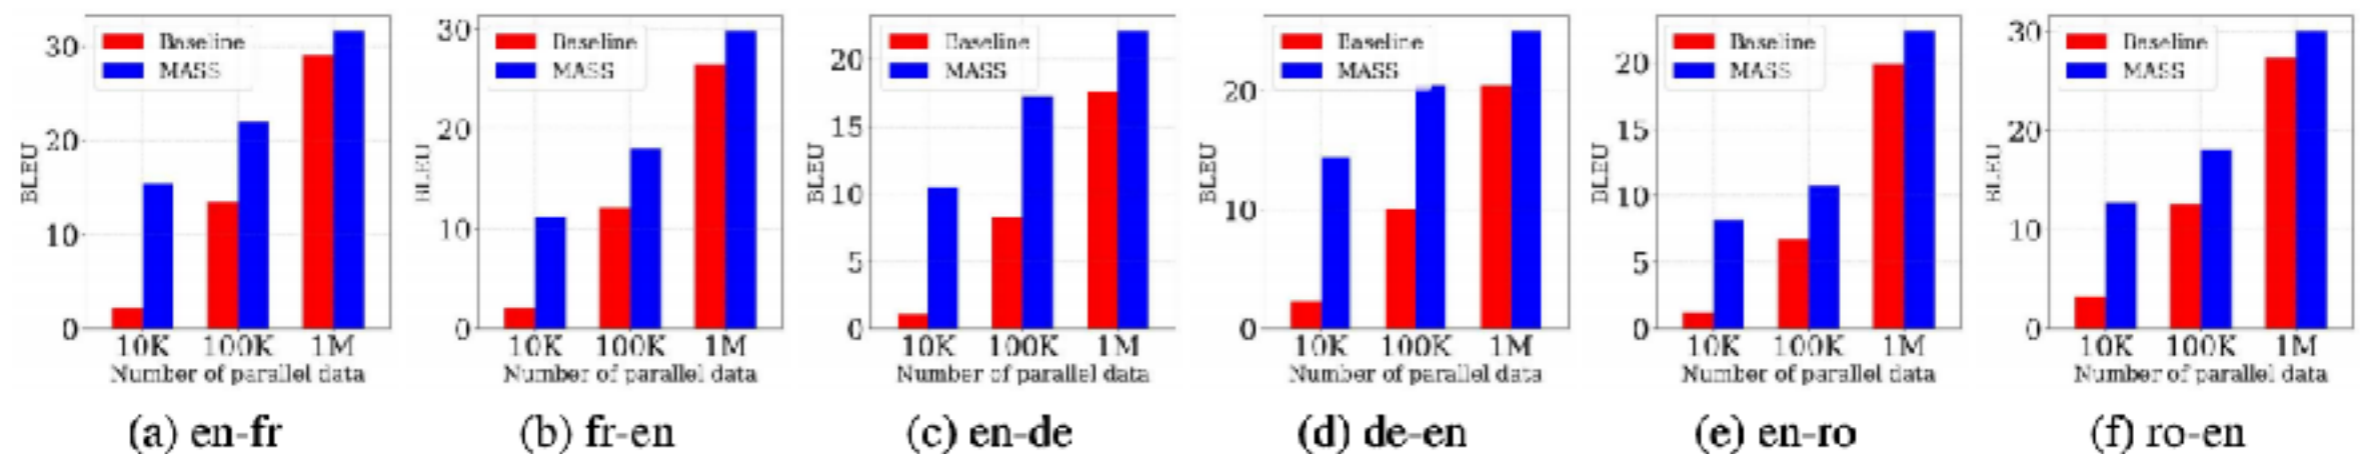 Baseline
MASS
BLEU
30
20
10
0
10K 100K 1M
Number of parallel data
(a) en-fr
Baseline
MASS
BLEU
30
20
10
0
10K 100K 1M
Number of parallel data
(b) fr-en
Baseline
MASS
BLEU
20
15
10
5
0
10K 100K 1M
Number of parallel data
(c) en-de
Baseline
MASS
BLEU
20
10
0
10K 100K 1M
Number of parallel data
(d) de-en
Baseline
MASS
BLEU
20
15
10
5
0
10K 100K 1M
Number of parallel data
(e) en-ro
Baseline
MASS
BLEU
30
20
10
0
10K 100K 1M
Number of parallel data
(f) ro-en